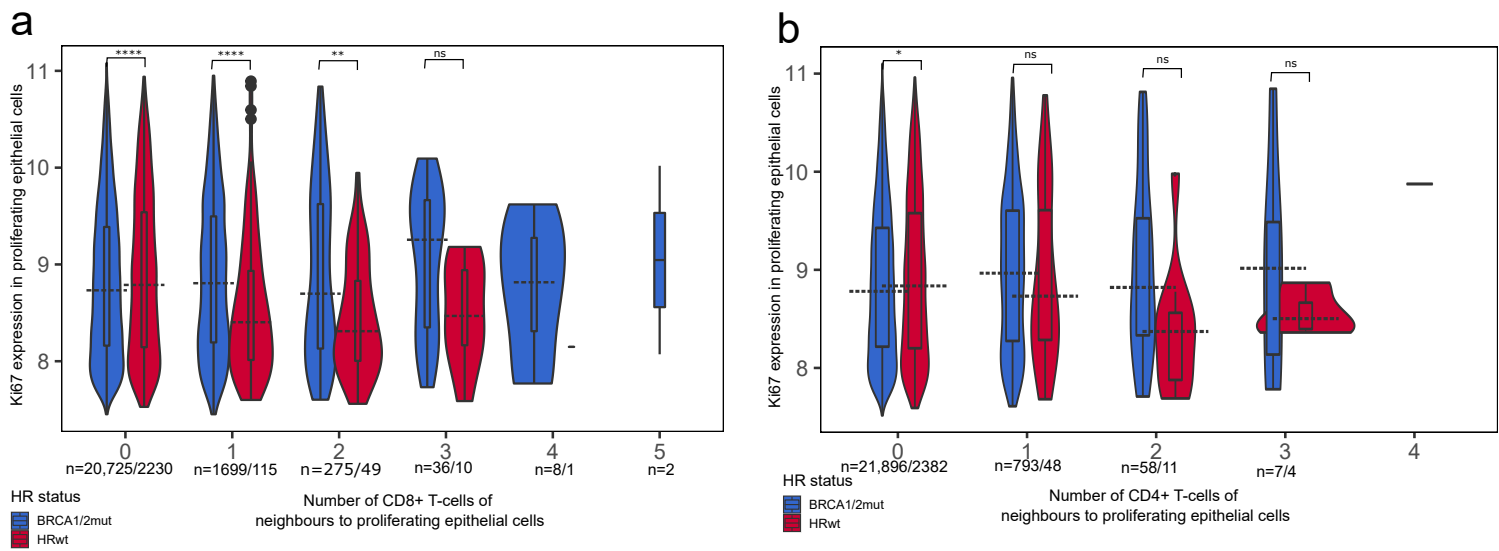 a
Ki67 expression in proliferating epithelial cells
11
10
9
8
****
****
**
ns
0
1
2
3
4
5
n=20,725/2230
n=1699/115
n=275/49
n=36/10
n=8/1
n=2
Number of CD8+ T-cells of
neighbours to proliferating epithelial cells
HR status
BRCA1/2mut
HRwt
b
Ki67 expression in proliferating epithelial cells
11
10
9
8
*
ns
ns
ns
0
1
2
3
4
n=21,896/2382
n=793/48
n=58/11
n=7/4
Number of CD4+ T-cells of
neighbours to proliferating epithelial cells
HR status
BRCA1/2mut
HRwt